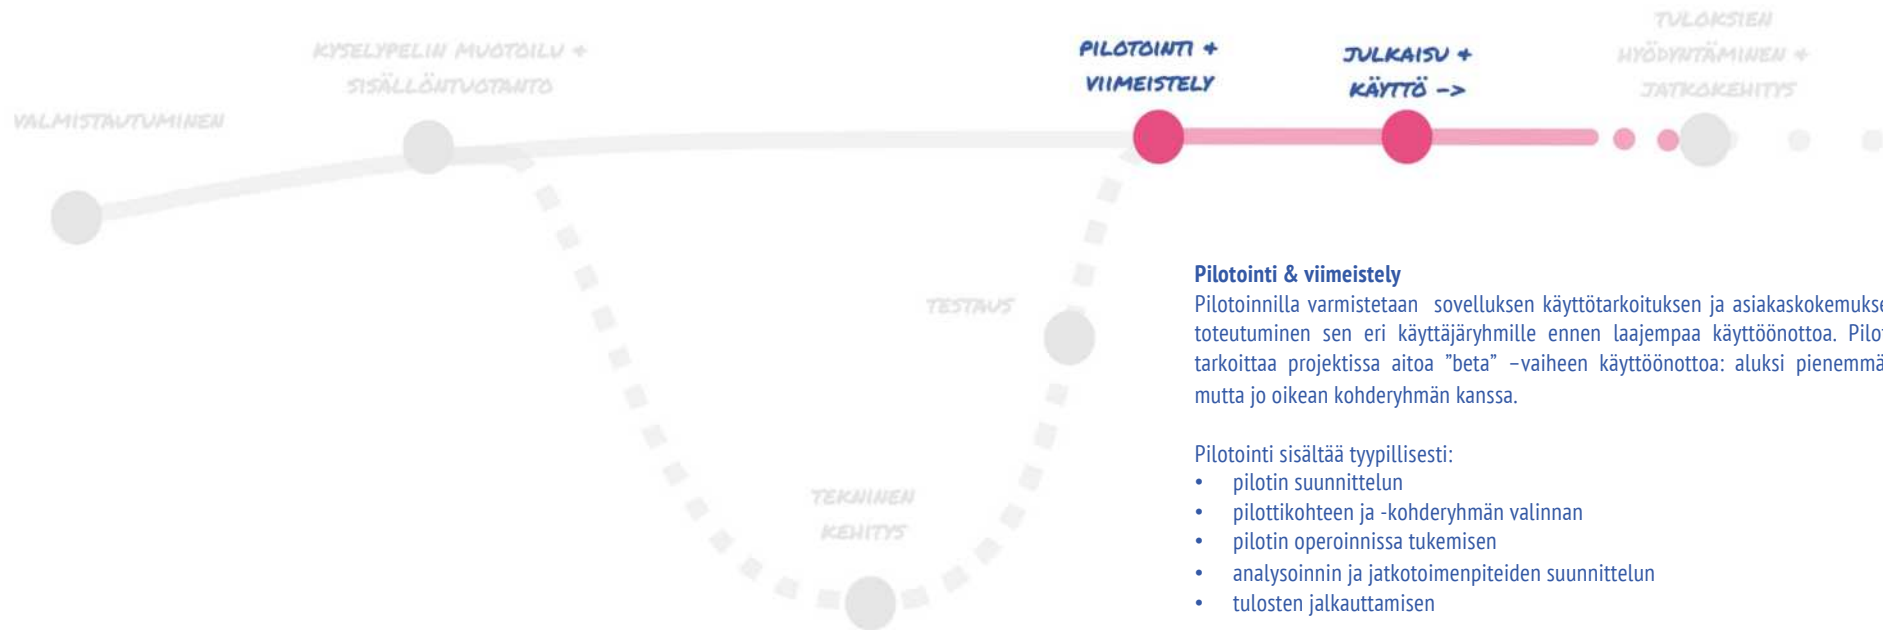 VALMISTAUTUMINEN
KYSELYPELIN MUOTOILU +
SISÄLLÖNTUOTANTO
PILOTOINTI +
VIIMEISTELY
JULKAISU +
KÄYTTÖ ->
TULOKSIEN
HYÖDYNTÄMINEN +
JATKOKEHITYS
TESTAUS
TEKNINEN
KEHITYS
Pilotointi & viimeistely
Pilotoinnilla varmistetaan sovelluksen käyttötarkoituksen ja
toteutuminen sen eri käyttäjäryhmille ennen laajempaa käyttöönottoa.
tarkoittaa projektissa aitoa ”beta” –vaiheen käyttöönottoa: aluksi
mutta jo oikean kohderyhmän kanssa.
Pilotointi sisältää tyypillisesti:
• pilotin suunnittelun
• pilottikohteen ja -kohderyhmän valinnan
• pilotin operoinnissa tukemisen
• analysoinnin ja jatkotoimenpiteiden suunnittelun
• tulosten jalkauttamisen